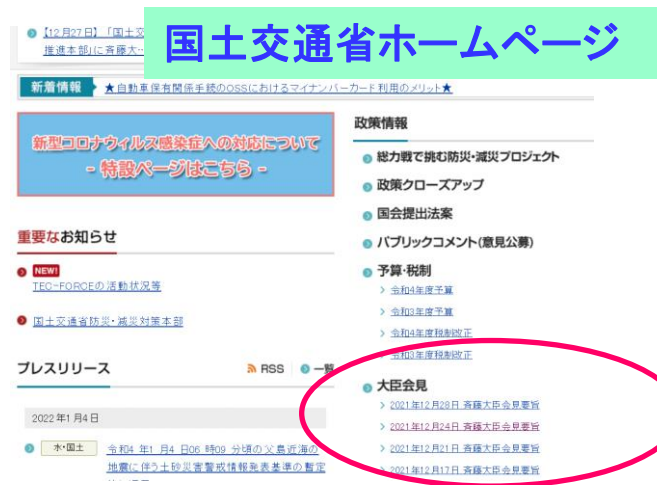 国土交通省ホームページ
【12月27日】「国土交
推進本部」に斉藤大…
新着情報
★自動車保有関係手続のOSSにおけるマイナンバーカード利用のメリット★
新型コロナウィルス感染症への対応について
- 特設ページはこちら -
重要なお知らせ
NEW!
TEC-FORCEの活動状況等
国土交通省防災・減災対策本部
プレスリリース
RSS
一覧
2022年1月4日
水・国土
令和4 年1 月4 日06 時09 分頃の父島近海の
地震に伴う土砂災害警戒情報発表基準の暫定
政策情報
総力戦で挑む防災・減災プロジェクト
政策クローズアップ
国会提出法案
パブリックコメント(意見公募)
予算・税制
令和4年度予算
令和3年度予算
令和4年度税制改正
令和3年度税制改正
大臣会見
2021年12月28日 斉藤大臣会見要旨
2021年12月24日 斉藤大臣会見要旨
2021年12月21日 斉藤大臣会見要旨
2021年12月17日 斉藤大臣会見要旨